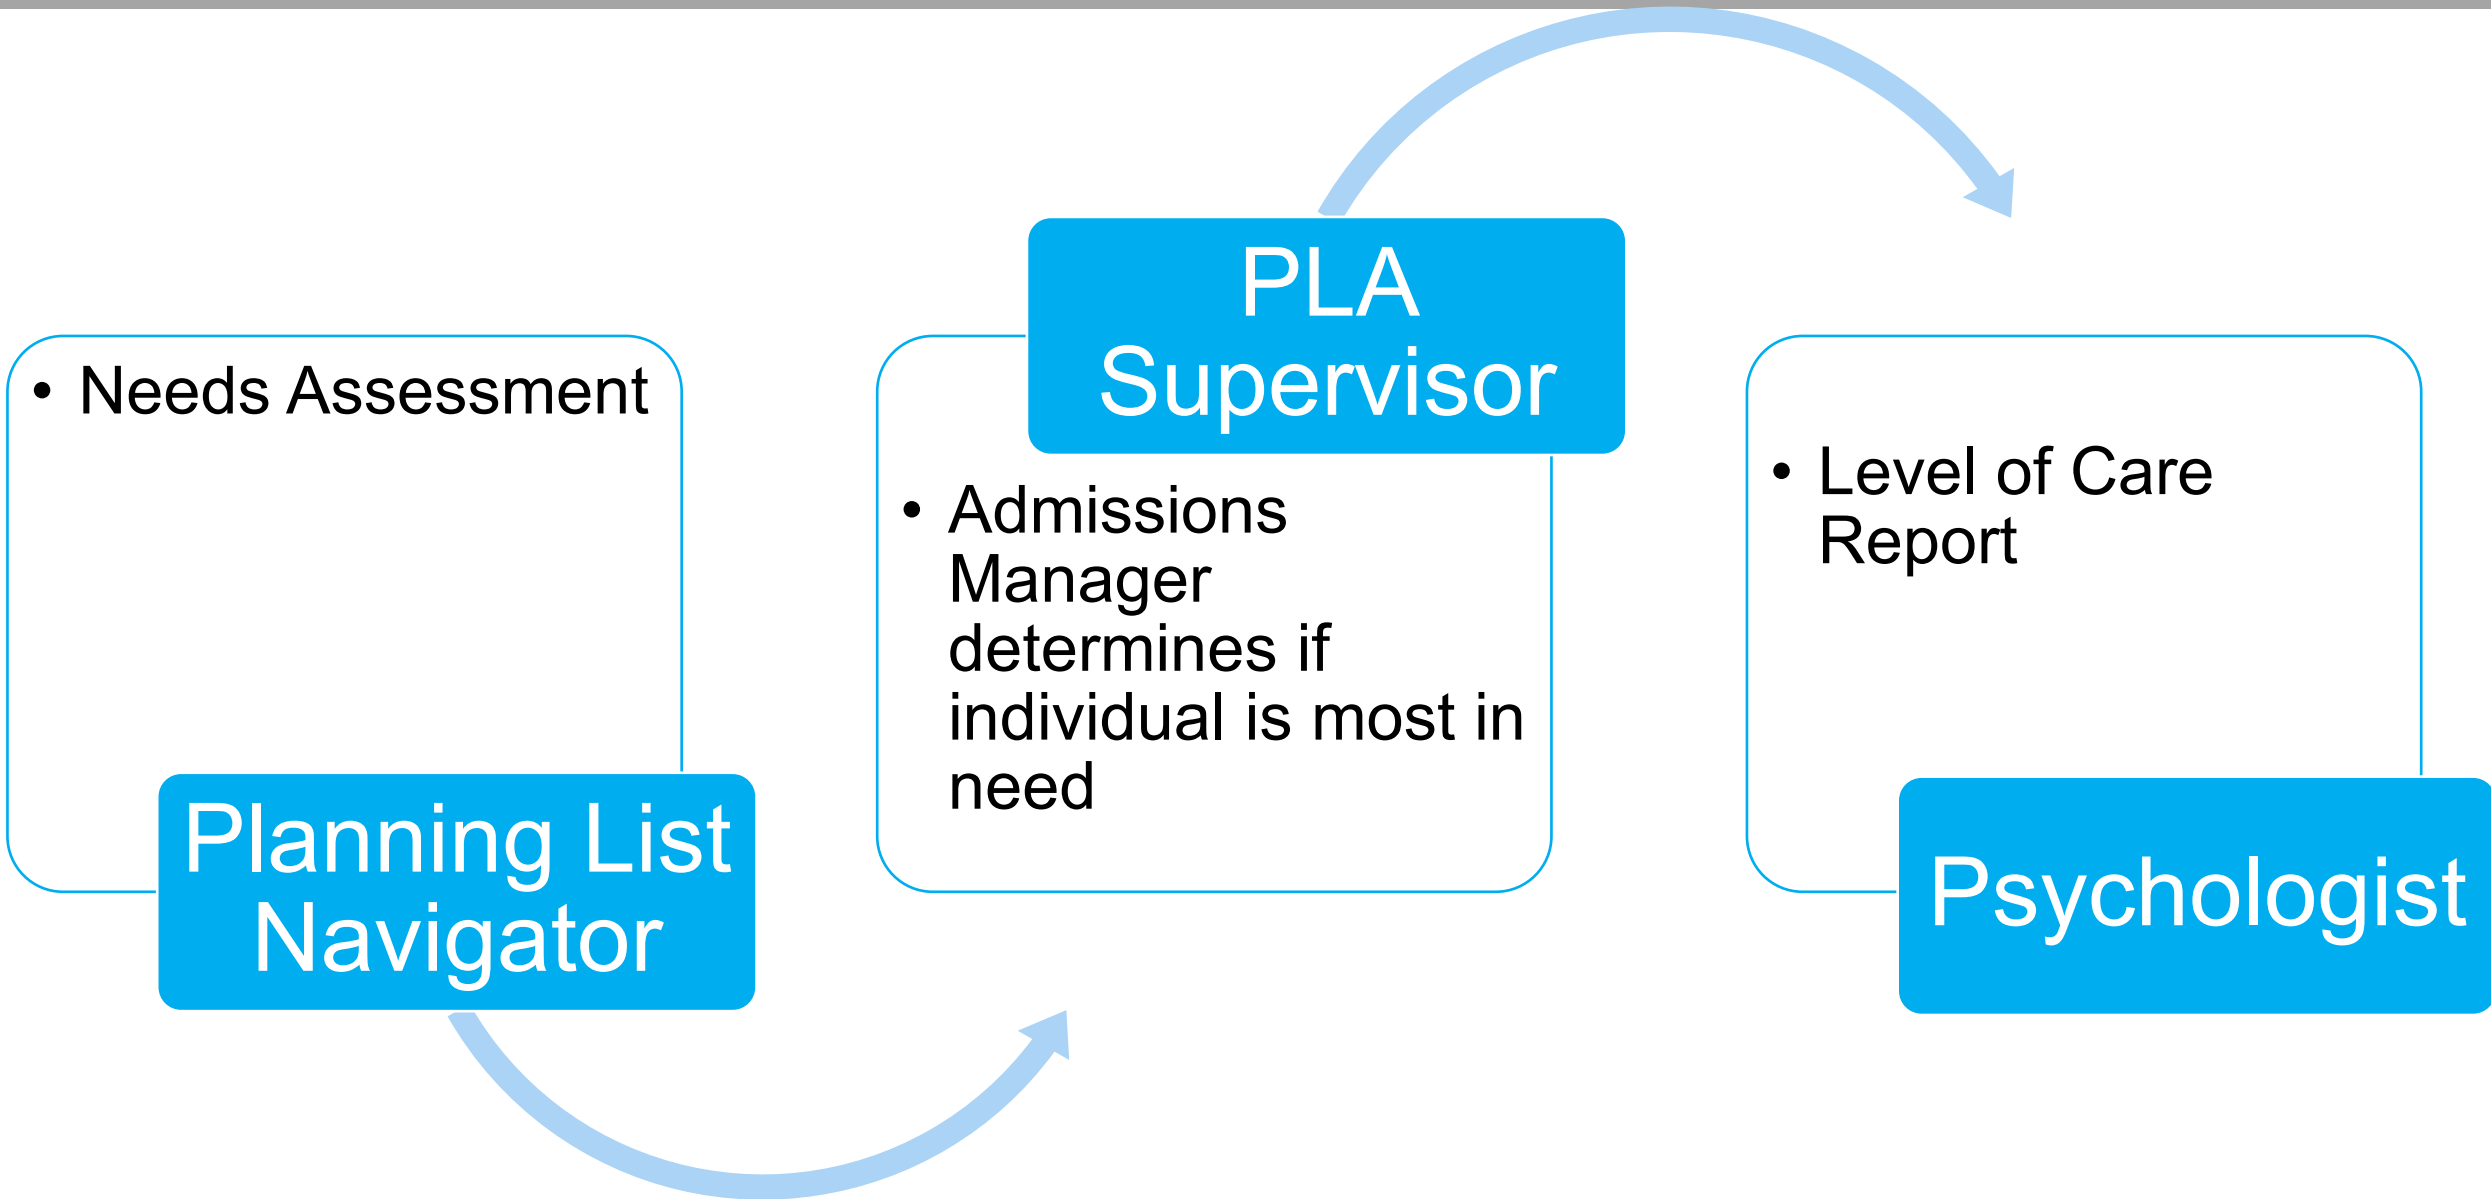 • Needs Assessment
Planning List
Navigator
PLA
Supervisor
• Admissions
Manager
determines if
individual is most in
need
• Level of Care
Report
Psychologist